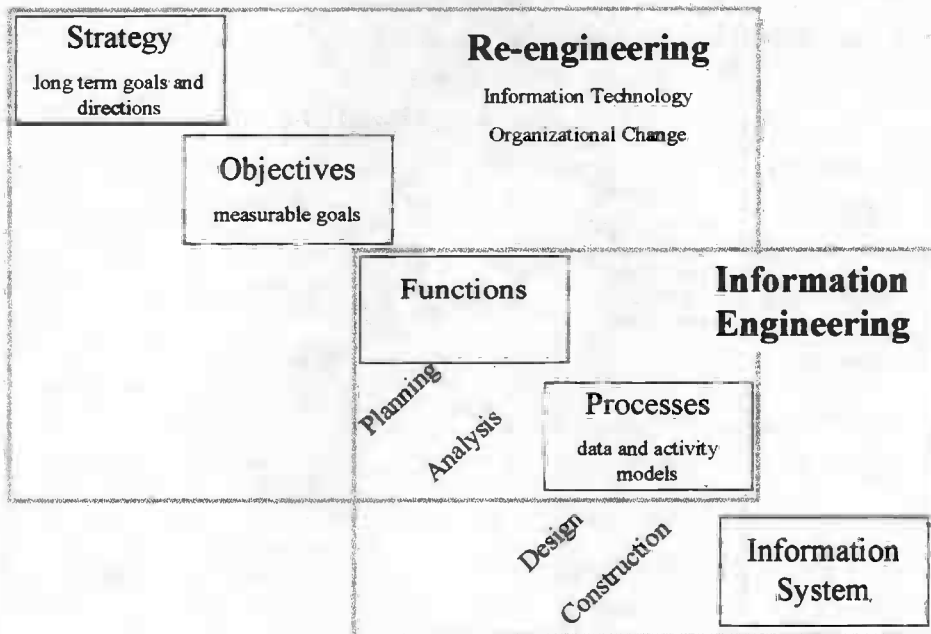 Strategy
long term goals and
directions
Re-engineering
Information Technology
Organizational Change
Objectives
measurable goals
Functions
Information
Engineering
Planning
Analysis
Processes
data and activity
models
Design
Construction
Information
System